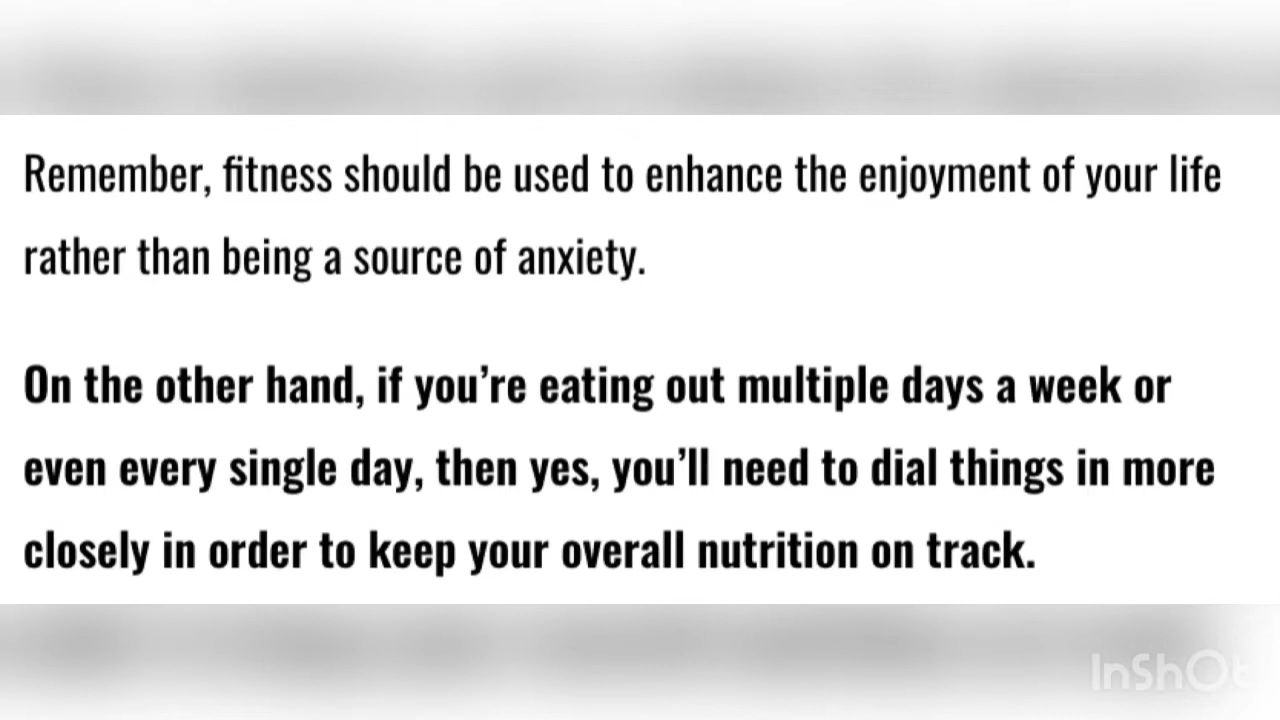 Remember, fitness should be used to enhance the enjoyment of your life
rather than being a source of anxiety.
On the other hand, if you’re eating out multiple days a week or
even every single day, then yes, you’ll need to dial things in more
closely in order to keep your overall nutrition on track.
InShOt